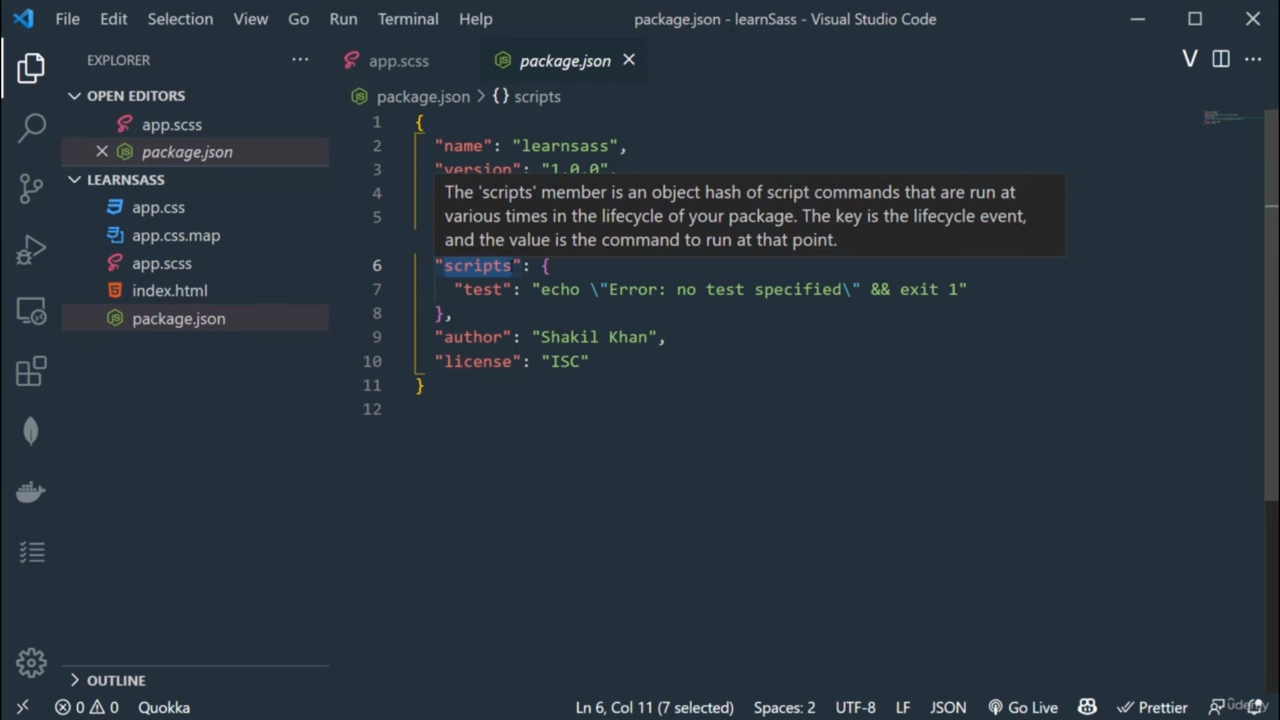 File Edit Selection View Go Run Terminal Help package.json - learnSass - Visual Studio Code
EXPLORER
app.scss
package.json
V
OPEN EDITORS
package.json > {} scripts
app.scss
package.json
LEARNSASS
app.css
app.css.map
app.scss
index.html
package.json
1 {
2 "name": "learnsass",
3 "version": "1.0.0",
4
5
The 'scripts' member is an object hash of script commands that are run at
various times in the lifecycle of your package. The key is the lifecycle event,
and the value is the command to run at that point.
6 "scripts": {
7 "test": "echo \"Error: no test specified\" && exit 1"
8 },
9 "author": "Shakil Khan",
10 "license": "ISC"
11 }
12
OUTLINE
0 0 Quokka Ln 6, Col 11 (7 selected) Spaces: 2 UTF-8 LF JSON Go Live Prettier
udemy